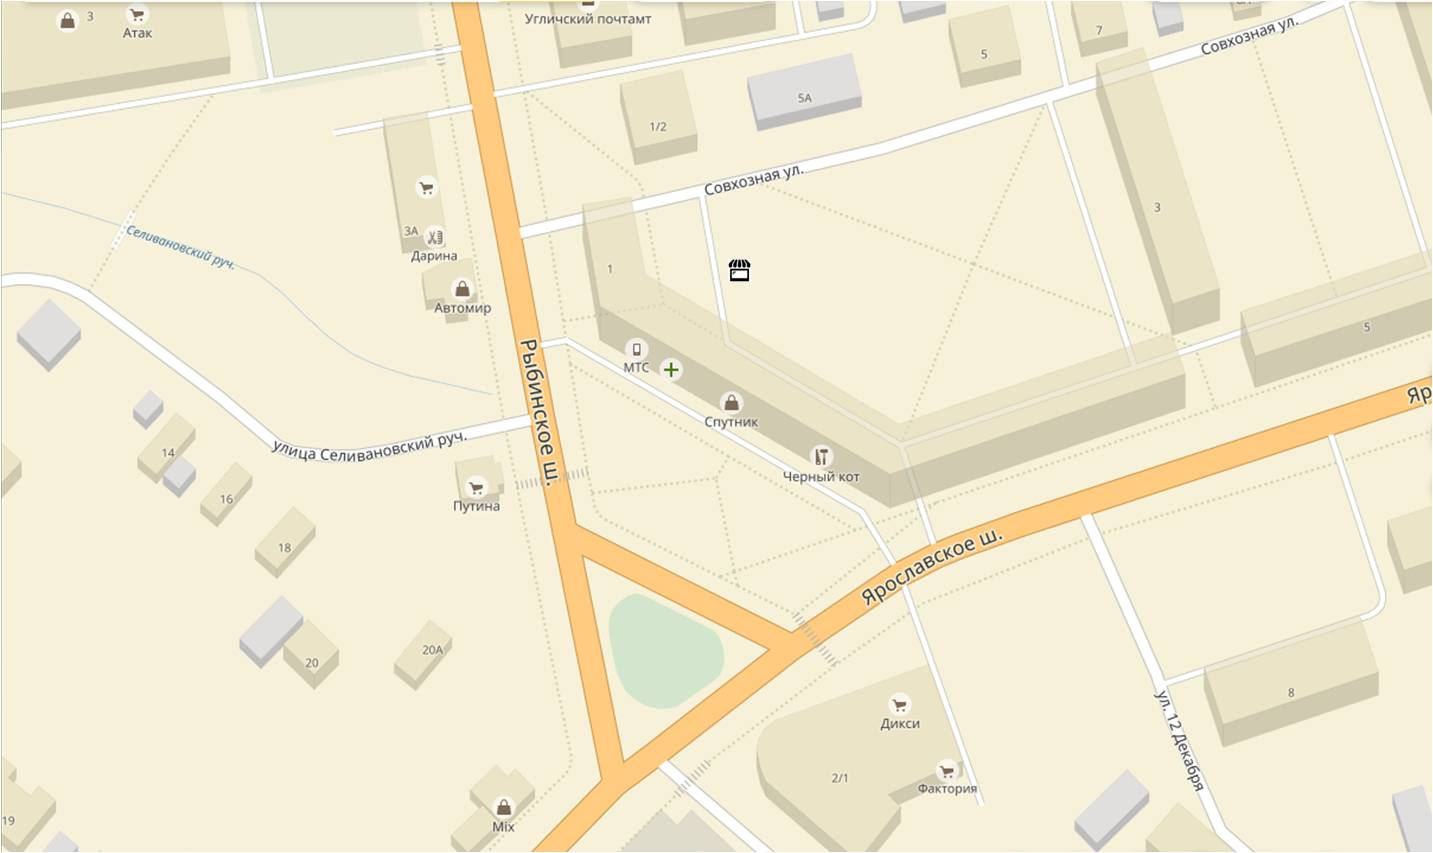 3
Атак
Угличский почтамт
5
7
Совхозная ул.
5А
1/2
Совхозная ул.
3А
Дарина
3
Селивановский руч.
1
Автомир
5
МТС
Рыбинское ш.
Яр
Спутник
улица Селивановский руч.
14
Черный кот
16
Путина
18
Ярославское ш.
20
20А
8
Дикси
ул. 12 Декабря
2/1
Фактория
19
Mix